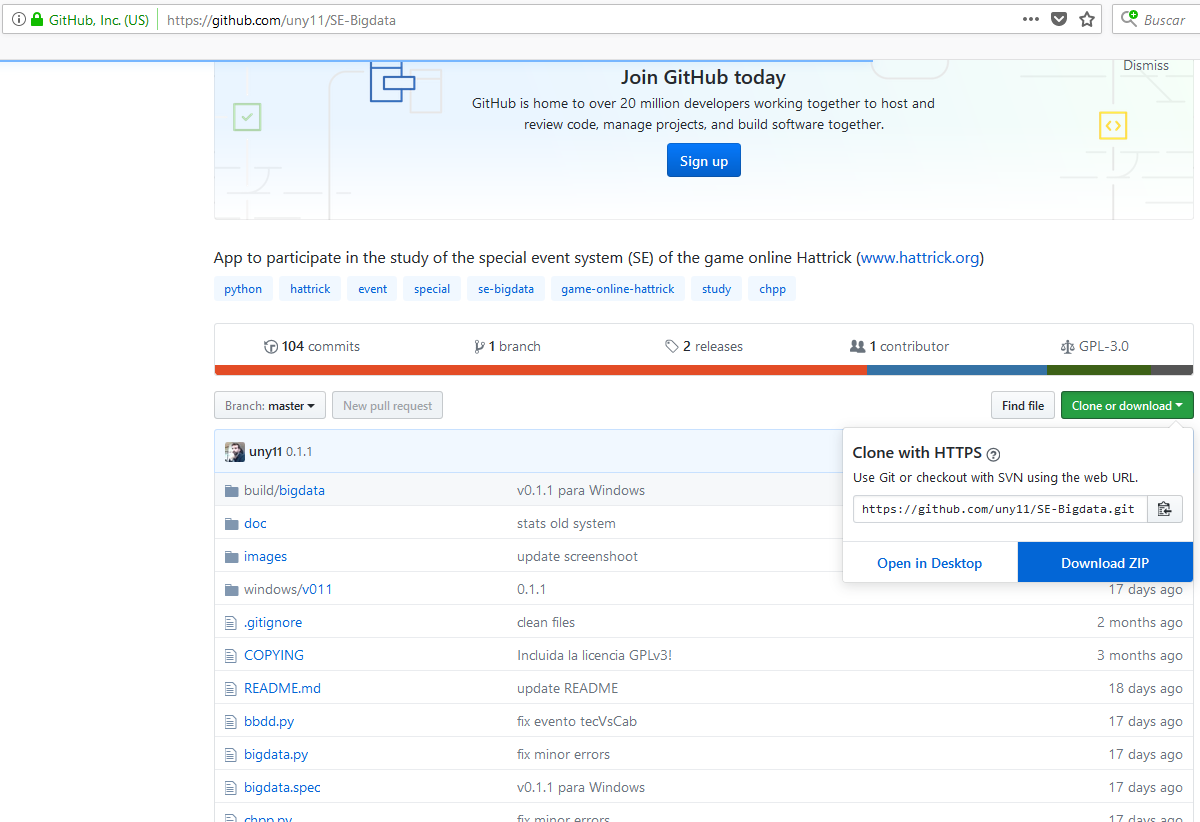 GitHub, Inc. (US) https://github.com/uny11/SE-Bigdata Buscar
Dismiss
Join GitHub today
GitHub is home to over 20 million developers working together to host and
review code, manage projects, and build software together.
Sign up
App to participate in the study of the special event system (SE) of the game online Hattrick (www.hattrick.org)
python hattrick event special se-bigdata game-online-hattrick study chpp
104 commits 1 branch 2 releases 1 contributor GPL-3.0
Branch: master New pull request Find file Clone or download
uny11 0.1.1
Clone with HTTPS
Use Git or checkout with SVN using the web URL.
https://github.com/uny11/SE-Bigdata.git
Open in Desktop Download ZIP
build/bigdata v0.1.1 para Windows
doc stats old system
images update screenshoot
windows/v011 0.1.1 17 days ago
.gitignore clean files 2 months ago
COPYING Incluida la licencia GPLv3! 3 months ago
README.md update README 18 days ago
bbdd.py fix evento tecVsCab 17 days ago
bigdata.py fix minor errors 17 days ago
bigdata.spec v0.1.1 para Windows 17 days ago
chpp.py fix minor errors 17 days ago